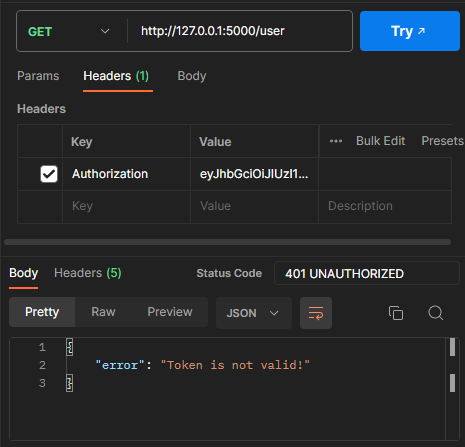 GET http://127.0.0.1:5000/user Try ↗
Params Headers (1) Body
Headers
Key Value ••• Bulk Edit Presets
Authorization eyJhbGciOiJIUzI1...
Key Value Description
Body Headers (5) Status Code 401 UNAUTHORIZED
Pretty Raw Preview JSON
1 {
2 "error": "Token is not valid!"
3 }